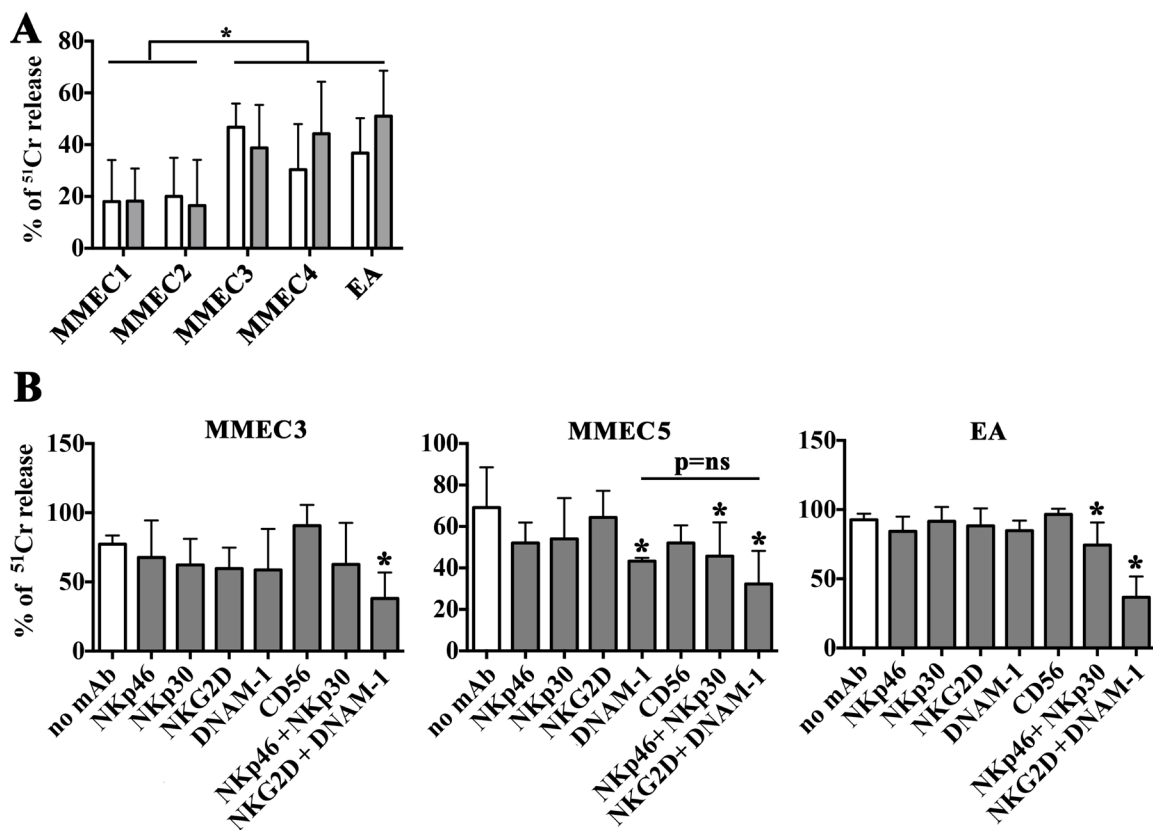 A
% of ⁵¹Cr release
80
60
40
20
0
*
MMEC1
MMEC2
MMEC3
MMEC4
EA
B
% of ⁵¹Cr release
MMEC3
150
100
50
0
*
no mAb
NKp46
NKp30
NKG2D
DNAM-1
CD56
NKp46+NKp30
NKG2D+DNAM-1
MMEC5
100
80
60
40
20
0
p=ns
*
*
*
no mAb
NKp46
NKp30
NKG2D
DNAM-1
CD56
NKp46+NKp30
NKG2D+DNAM-1
EA
150
100
50
0
*
*
no mAb
NKp46
NKp30
NKG2D
DNAM-1
CD56
NKp46+NKp30
NKG2D+DNAM-1